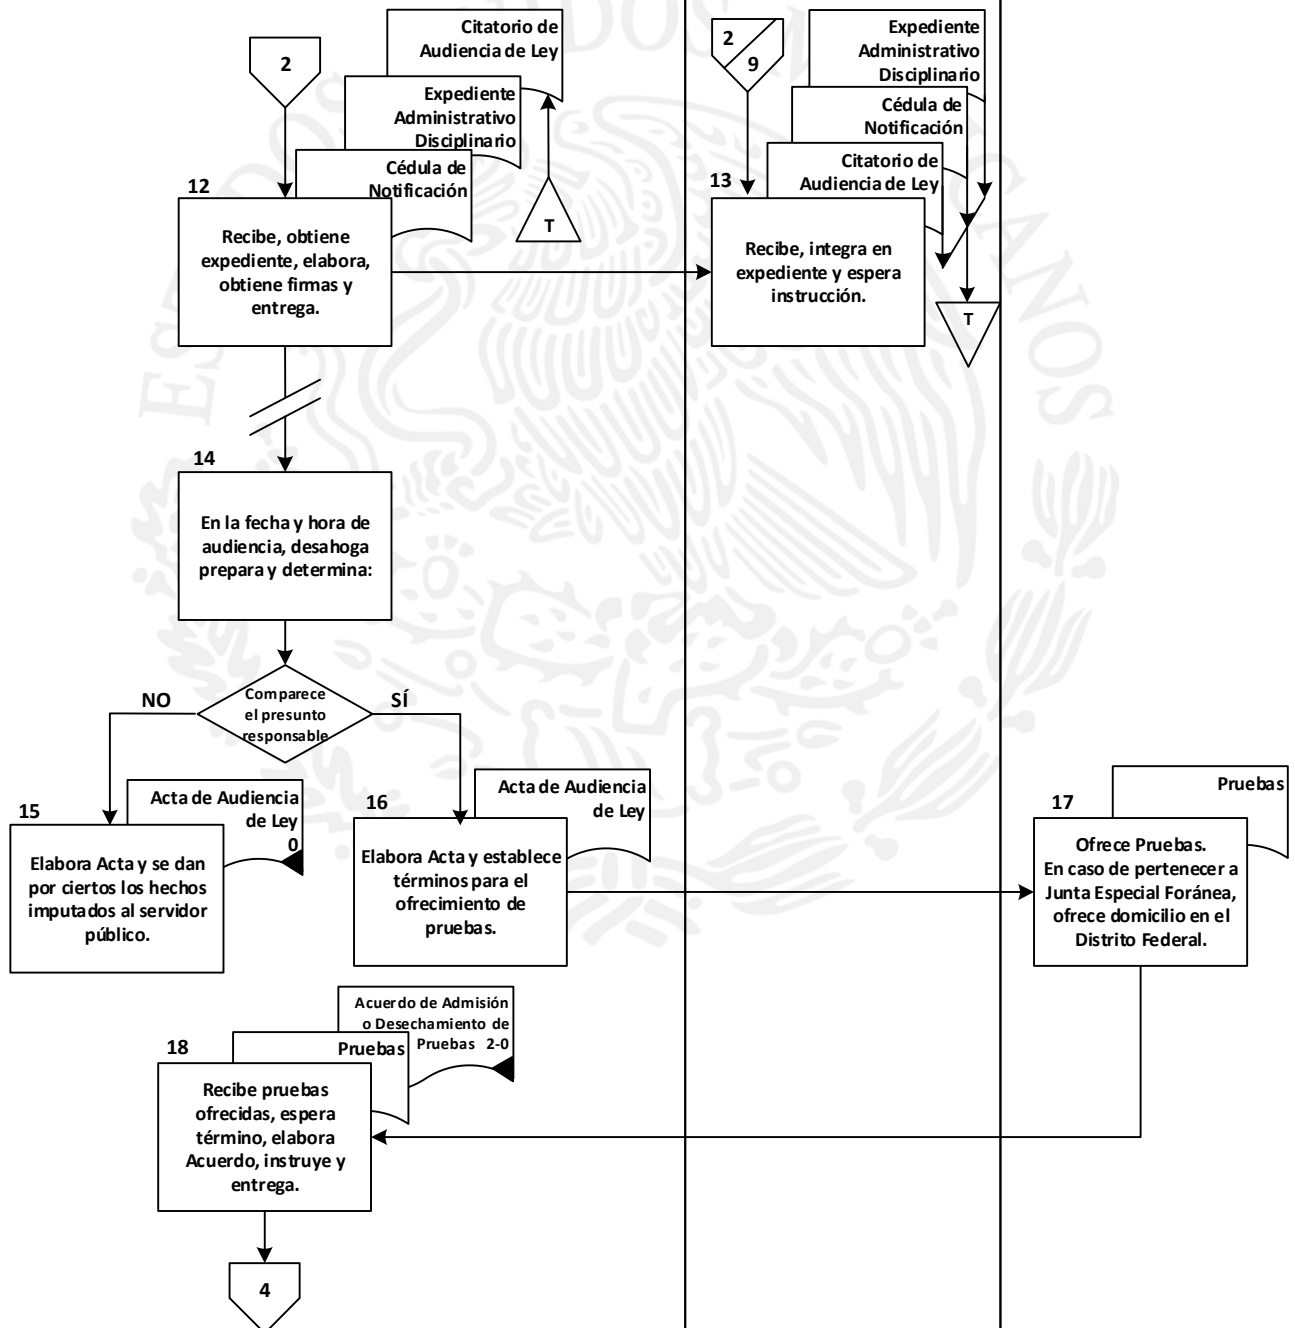 2
Citatorio de
Audiencia de Ley
Expediente
Administrativo
Disciplinario
Cédula de
Notificación
T
12
Recibe, obtiene
expediente, elabora,
obtiene firmas y
entrega.
2
9
Expediente
Administrativo
Disciplinario
Cédula de
Notificación
Citatorio de
Audiencia de Ley
13
Recibe, integra en
expediente y espera
instrucción.
T
14
En la fecha y hora de
audiencia, desahoga
prepara y determina:
NO
Comparece
el presunto
responsable
SÍ
Acta de Audiencia
de Ley
0
15
Elabora Acta y se dan
por ciertos los hechos
imputados al servidor
público.
Acta de Audiencia
de Ley
16
Elabora Acta y establece
términos para el
ofrecimiento de
pruebas.
Pruebas
17
Ofrece Pruebas.
En caso de pertenecer a
Junta Especial Foránea,
ofrece domicilio en el
Distrito Federal.
Acuerdo de Admisión
o Desechamiento de
Pruebas 2-0
Pruebas
18
Recibe pruebas
ofrecidas, espera
término, elabora
Acuerdo, instruye y
entrega.
4